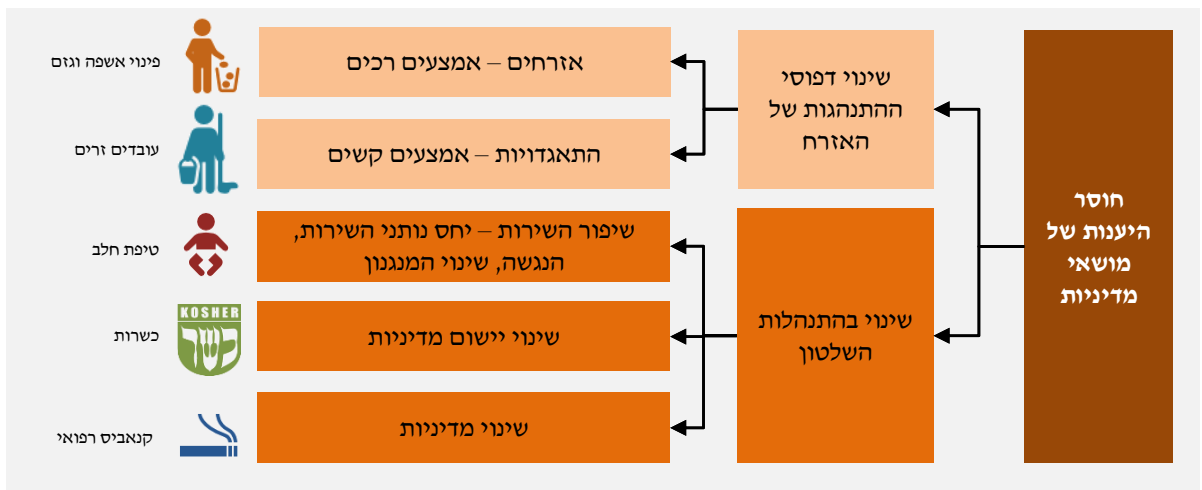 חוסר
היענות של
מושאי
מדיניות
שינוי דפוסי
ההתנהגות של
האזרח
אזרחים – אמצעים רכים
פינוי אשפה וגזם
התאגדויות – אמצעים קשים
עובדים זרים
שינוי בהתנהלות
השלטון
שיפור השירות – יחס נותני השירות,
הנגשה, שינוי המנגנון
טיפת חלב
שינוי יישום מדיניות
KOSHER
כשר
כשרות
שינוי מדיניות
קנאביס רפואי